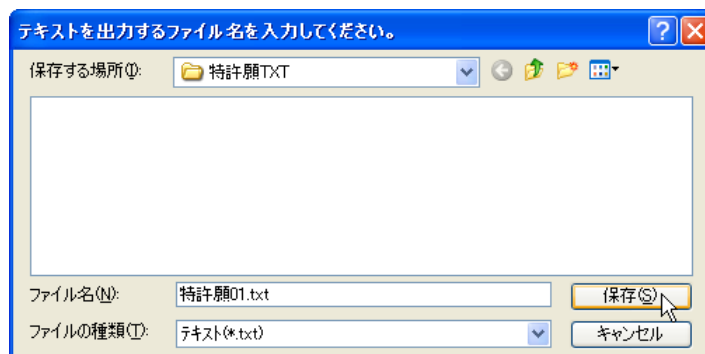 テキストを出力するファイル名を入力してください。
保存する場所(I): 特許願TXT
ファイル名(N): 特許願01.txt 保存(S)
ファイルの種類(T): テキスト(*.txt) キャンセル